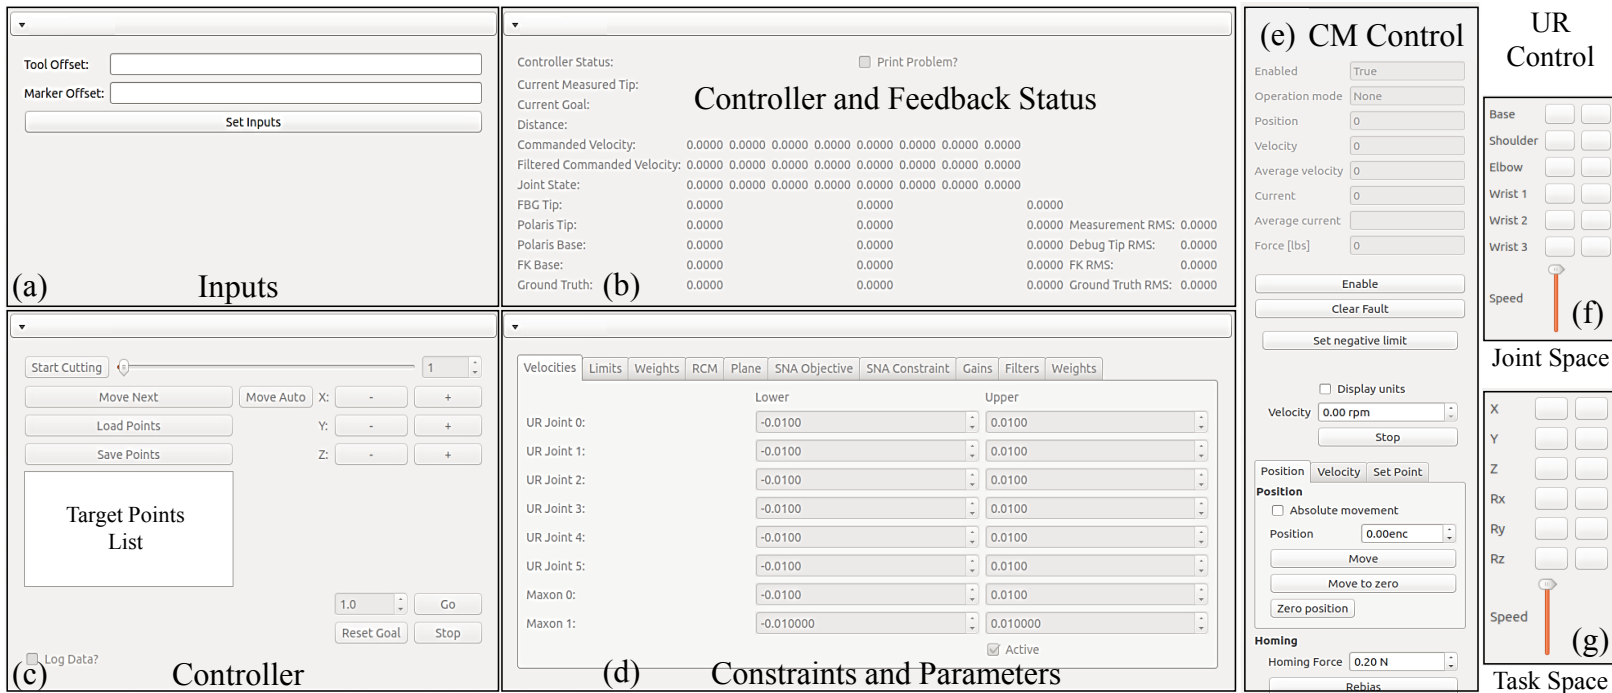 Tool Offset:
Marker Offset:
Set Inputs
(a) Inputs
Controller Status: Print Problem?
Current Measured Tip:
Controller and Feedback Status
Current Goal:
Distance:
Commanded Velocity: 0.0000 0.0000 0.0000 0.0000 0.0000 0.0000 0.0000 0.0000
Filtered Commanded Velocity: 0.0000 0.0000 0.0000 0.0000 0.0000 0.0000 0.0000 0.0000
Joint State: 0.0000 0.0000 0.0000 0.0000 0.0000 0.0000 0.0000 0.0000
FBG Tip: 0.0000 0.0000 0.0000
Polaris Tip: 0.0000 0.0000 0.0000 Measurement RMS: 0.0000
Polaris Base: 0.0000 0.0000 0.0000 Debug Tip RMS: 0.0000
FK Base: 0.0000 0.0000 0.0000 FK RMS: 0.0000
Ground Truth: 0.0000 0.0000 0.0000 Ground Truth RMS: 0.0000
(b)
Start Cutting 1
Move Next Move Auto X: - +
Load Points Y: - +
Save Points Z: - +
Target Points
List
1.0 Go
Reset Goal Stop
Log Data?
(c) Controller
Velocities Limits Weights RCM Plane SNA Objective SNA Constraint Gains Filters Weights
Lower Upper
UR Joint 0: -0.0100 0.0100
UR Joint 1: -0.0100 0.0100
UR Joint 2: -0.0100 0.0100
UR Joint 3: -0.0100 0.0100
UR Joint 4: -0.0100 0.0100
UR Joint 5: -0.0100 0.0100
Maxon 0: -0.0100 0.0100
Maxon 1: -0.010000 0.010000
Active
(d) Constraints and Parameters
(e) CM Control
Enabled True
Operation mode None
Position 0
Velocity 0
Average velocity 0
Current 0
Average current
Force [lbs] 0
Enable
Clear Fault
Set negative limit
Display units
Velocity 0.00 rpm
Stop
Position Velocity Set Point
Position
Absolute movement
Position 0.00enc
Move
Move to zero
Zero position
Homing
Homing Force 0.20 N
Rebias
UR
Control
Base
Shoulder
Elbow
Wrist 1
Wrist 2
Wrist 3
Speed
(f)
Joint Space
X
Y
Z
Rx
Ry
Rz
Speed
(g)
Task Space